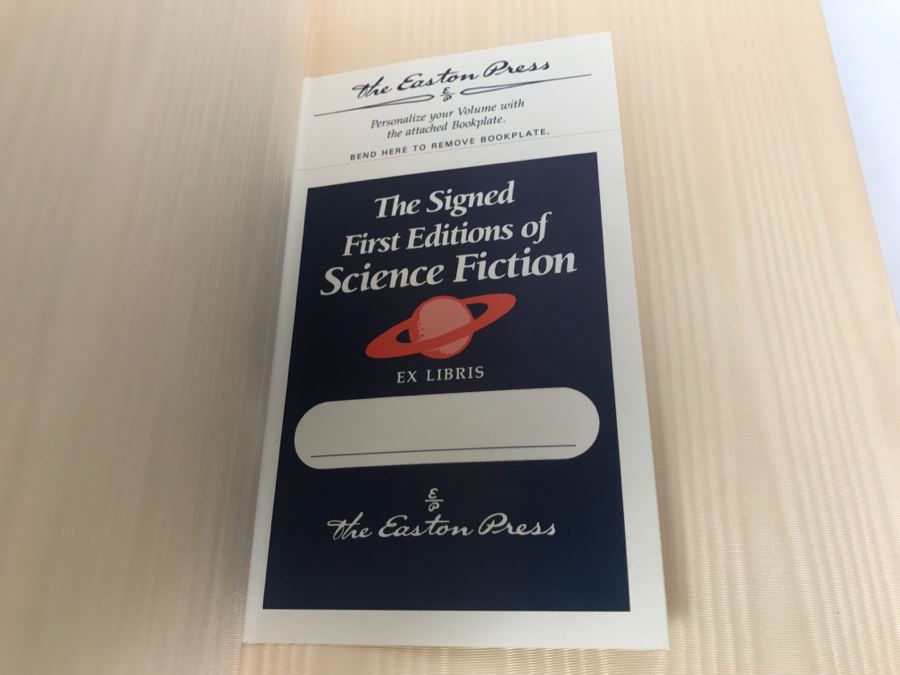 the Easton Press
E
P
Personalize your Volume with
the attached Bookplate.
BEND HERE TO REMOVE BOOKPLATE.
The Signed
First Editions of
Science Fiction
EX LIBRIS
E
P
the Easton Press